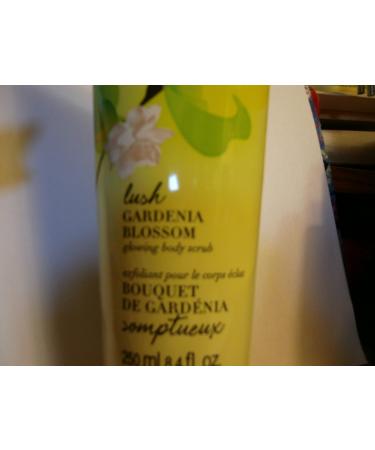 lush
GARDENIA
BLOSSOM
glowing body scrub
exfoliant pour le corps éclat
BOUQUET
DE GARDÉNIA
somptueux
250 ml 8.4 fl. oz.